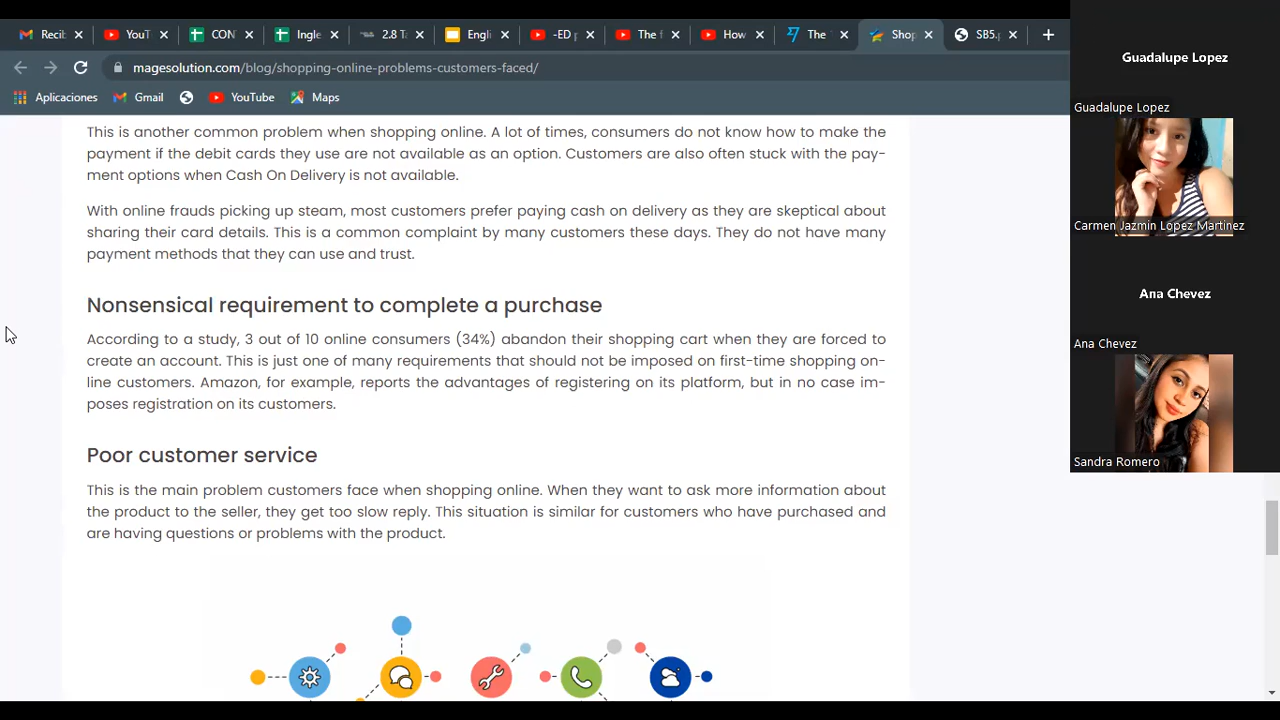 Recib
YouT
CON
Ingle
2.8 Ta
Engli
-ED p
The f
How
The
Shop
SB5.p
magesolution.com/blog/shopping-online-problems-customers-faced/
Aplicaciones
Gmail
YouTube
Maps
This is another common problem when shopping online. A lot of times, consumers do not know how to make the
payment if the debit cards they use are not available as an option. Customers are also often stuck with the pay-
ment options when Cash On Delivery is not available.
With online frauds picking up steam, most customers prefer paying cash on delivery as they are skeptical about
sharing their card details. This is a common complaint by many customers these days. They do not have many
payment methods that they can use and trust.
Nonsensical requirement to complete a purchase
According to a study, 3 out of 10 online consumers (34%) abandon their shopping cart when they are forced to
create an account. This is just one of many requirements that should not be imposed on first-time shopping on-
line customers. Amazon, for example, reports the advantages of registering on its platform, but in no case im-
poses registration on its customers.
Poor customer service
This is the main problem customers face when shopping online. When they want to ask more information about
the product to the seller, they get too slow reply. This situation is similar for customers who have purchased and
are having questions or problems with the product.
Guadalupe Lopez
Guadalupe Lopez
Carmen Jazmin Lopez Martinez
Ana Chevez
Ana Chevez
Sandra Romero